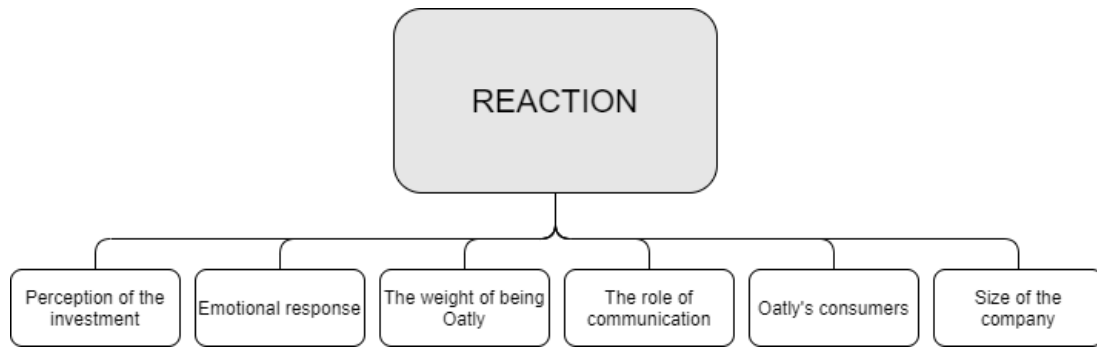 REACTION
Perception of the
investment
Emotional response
The weight of being
Oatly
The role of
communication
Oatly's consumers
Size of the
company